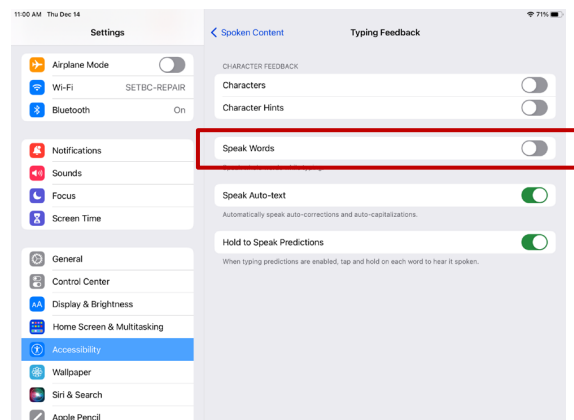 11:00 AM Thu Dec 14
71%
Settings
Airplane Mode
Wi-Fi SETBC-REPAIR
Bluetooth On
Notifications
Sounds
Focus
Screen Time
General
Control Center
AA Display & Brightness
Home Screen & Multitasking
Accessibility
Wallpaper
Siri & Search
Apple Pencil
Spoken Content Typing Feedback
CHARACTER FEEDBACK
Characters
Character Hints
Speak Words
Speak Auto-text
Automatically speak auto-corrections and auto-capitalizations.
Hold to Speak Predictions
When typing predictions are enabled, tap and hold on each word to hear it spoken.